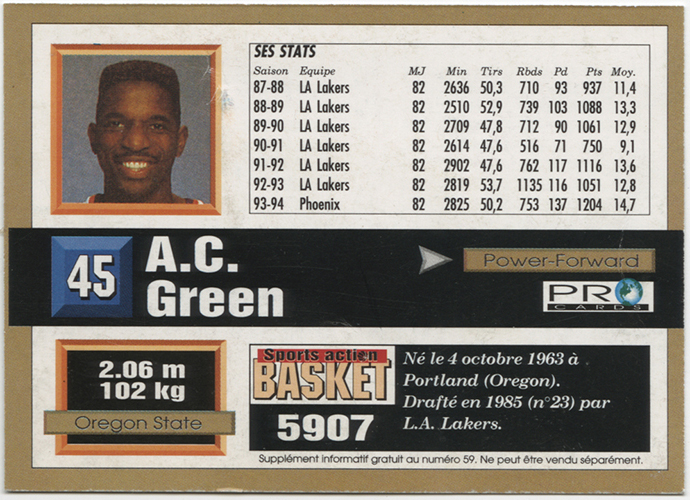 SES STATS
Saison Equipe MJ Min Tirs Rbds Pd Pts Moy.
87-88 LA Lakers 82 2636 50,3 710 93 937 11,4
88-89 LA Lakers 82 2510 52,9 739 103 1088 13,3
89-90 LA Lakers 82 2709 47,8 712 90 1061 12,9
90-91 LA Lakers 82 2614 47,6 516 71 750 9,1
91-92 LA Lakers 82 2902 47,6 762 117 1116 13,6
92-93 LA Lakers 82 2819 53,7 1135 116 1051 12,8
93-94 Phoenix 82 2825 50,2 753 137 1204 14,7
45
A.C.
Green
Power-Forward
PRO
CARDS
2.06 m
102 kg
Oregon State
Sports action
BASKET
5907
Né le 4 octobre 1963 à
Portland (Oregon).
Drafté en 1985 (n°23) par
L.A. Lakers.
Supplément informatif gratuit au numéro 59. Ne peut être vendu séparément.